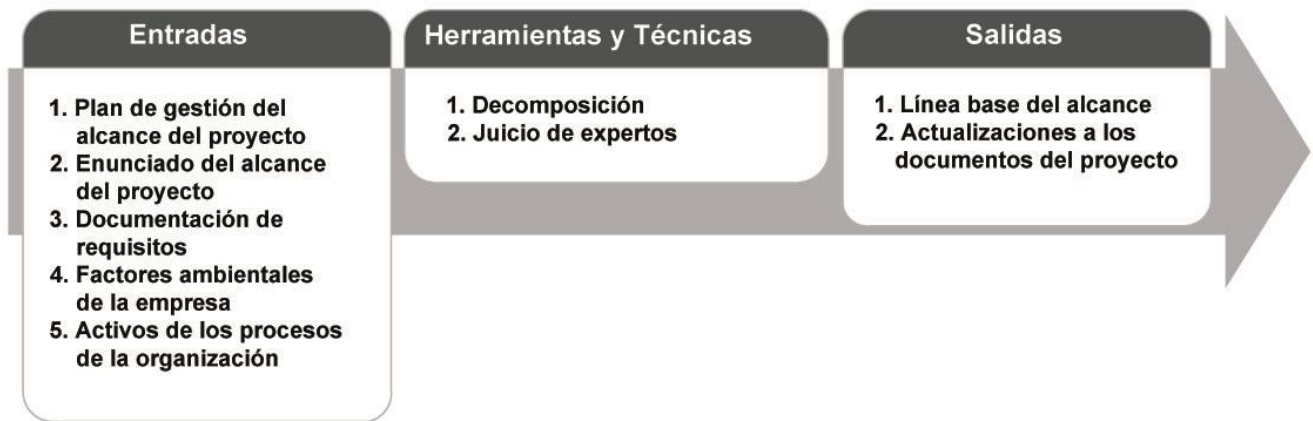 Entradas
1. Plan de gestión del
alcance del proyecto
2. Enunciado del alcance
del proyecto
3. Documentación de
requisitos
4. Factores ambientales
de la empresa
5. Activos de los procesos
de la organización
Herramientas y Técnicas
1. Decomposición
2. Juicio de expertos
Salidas
1. Línea base del alcance
2. Actualizaciones a los
documentos del proyecto